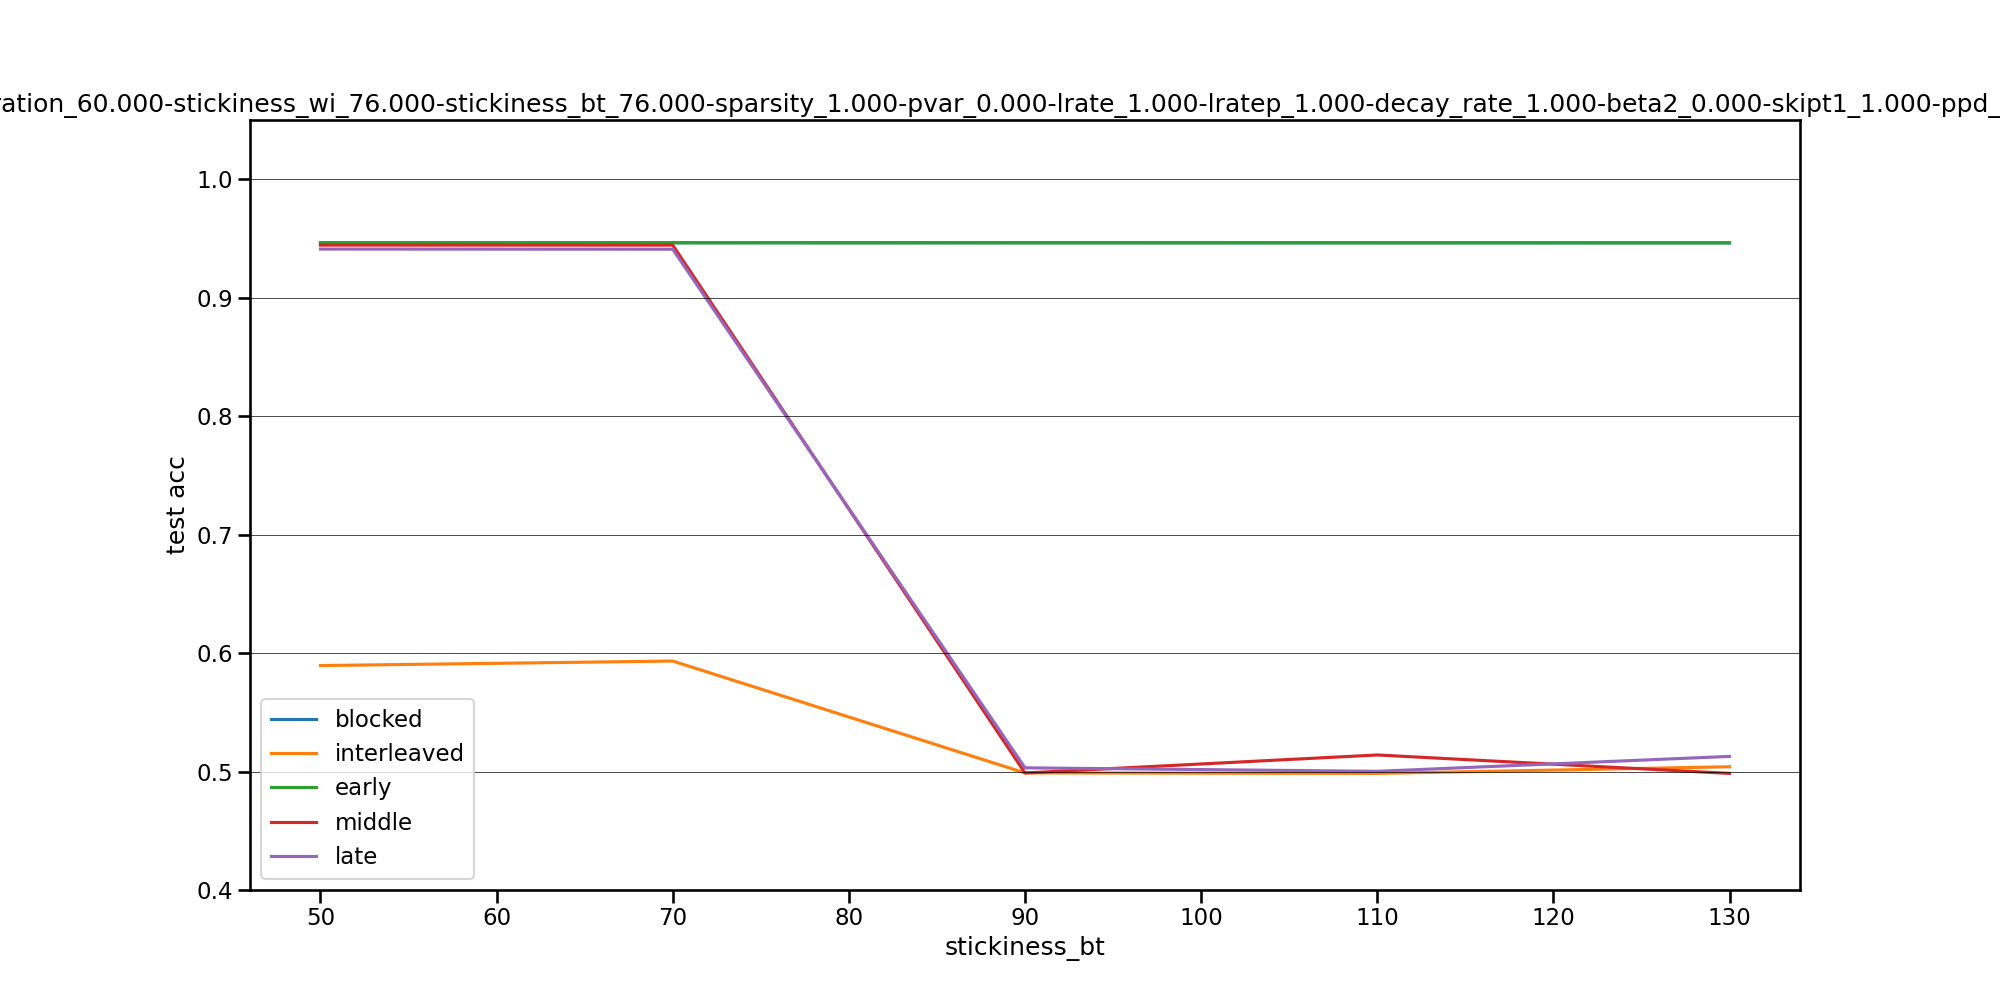 ration_60.000-stickiness_wi_76.000-stickiness_bt_76.000-sparsity_1.000-pvar_0.000-lrate_1.000-lratep_1.000-decay_rate_1.000-beta2_0.000-skipt1_1.000-ppd_
1.0
0.9
0.8
0.7
0.6
0.5
0.4
test acc
blocked
interleaved
early
middle
late
50 60 70 80 90 100 110 120 130
stickiness_bt